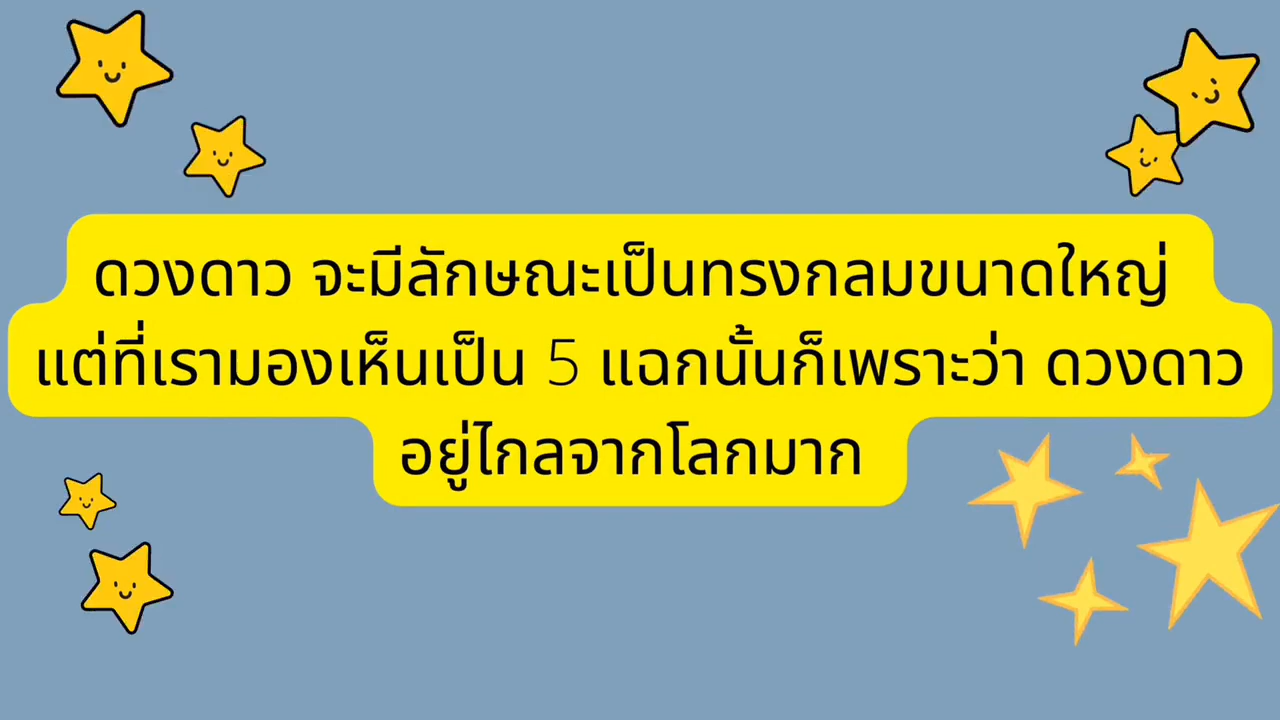 ดวงดาว จะมีลักษณะเป็นทรงกลมขนาดใหญ่
แต่ที่เรามองเห็นเป็น 5 แฉกนั้นก็เพราะว่า ดวงดาว
อยู่ไกลจากโลกมาก